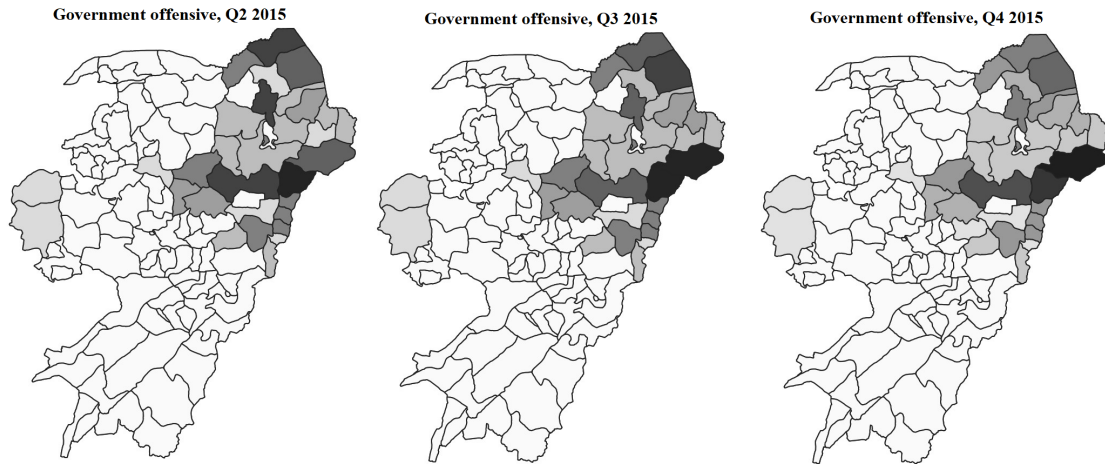 Government offensive, Q2 2015
Government offensive, Q3 2015
Government offensive, Q4 2015